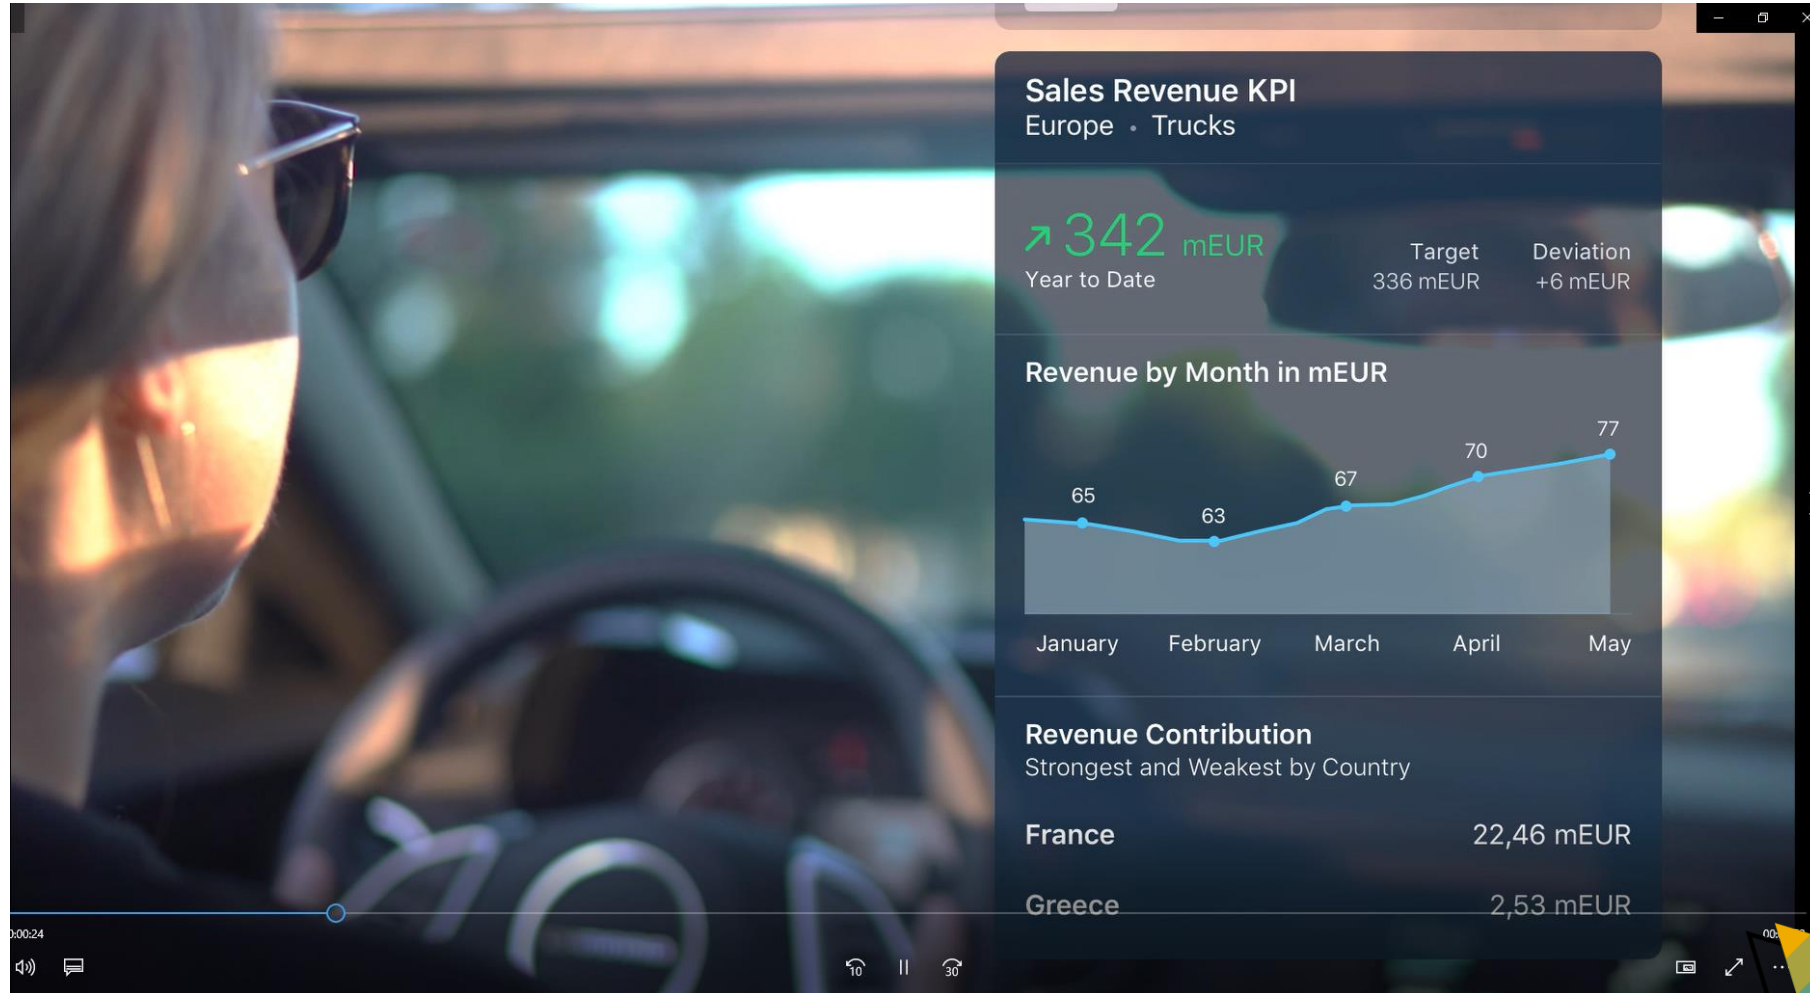 Sales Revenue KPI
Europe • Trucks
↗ 342 mEUR
Year to Date
Target
336 mEUR
Deviation
+6 mEUR
Revenue by Month in mEUR
65
63
67
70
77
January February March April May
Revenue Contribution
Strongest and Weakest by Country
France 22,46 mEUR
Greece 2,53 mEUR
:00:24
10
30